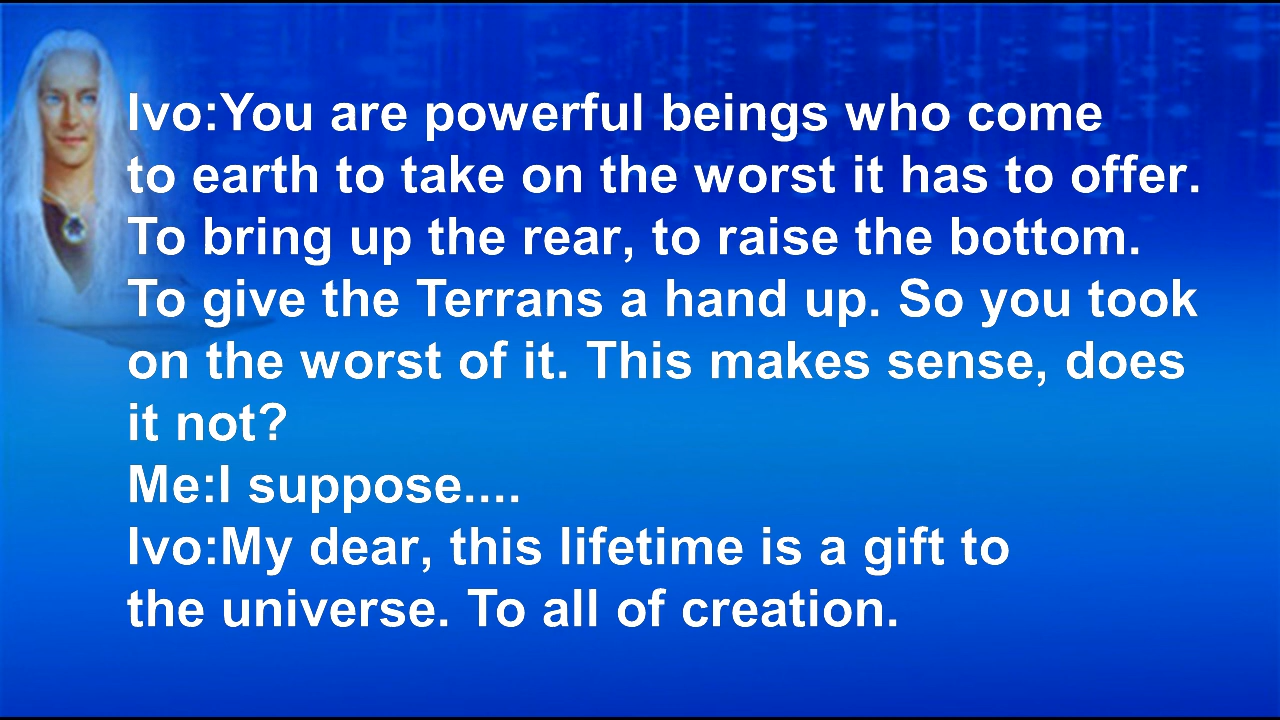 Ivo:You are powerful beings who come
to earth to take on the worst it has to offer.
To bring up the rear, to raise the bottom.
To give the Terrans a hand up. So you took
on the worst of it. This makes sense, does
it not?
Me:I suppose....
Ivo:My dear, this lifetime is a gift to
the universe. To all of creation.